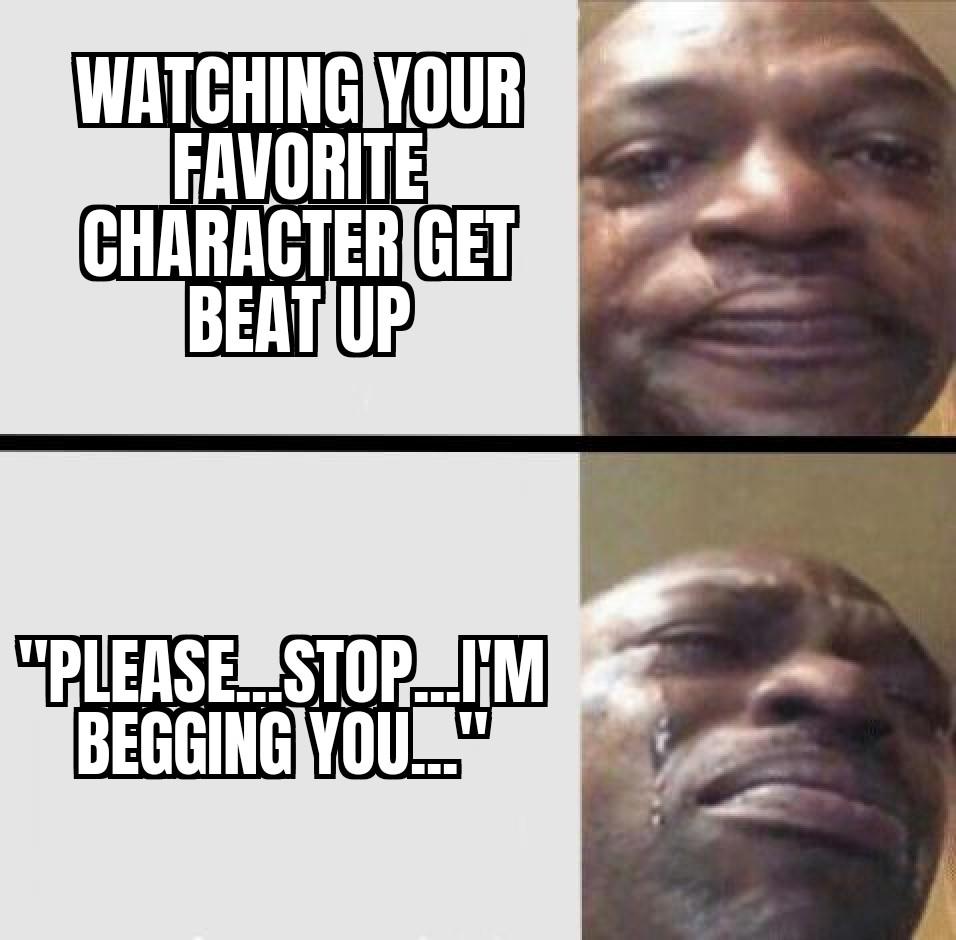 WATCHING YOUR
FAVORITE
CHARACTER GET
BEAT UP
"PLEASE...STOP...I'M
BEGGING YOU..."